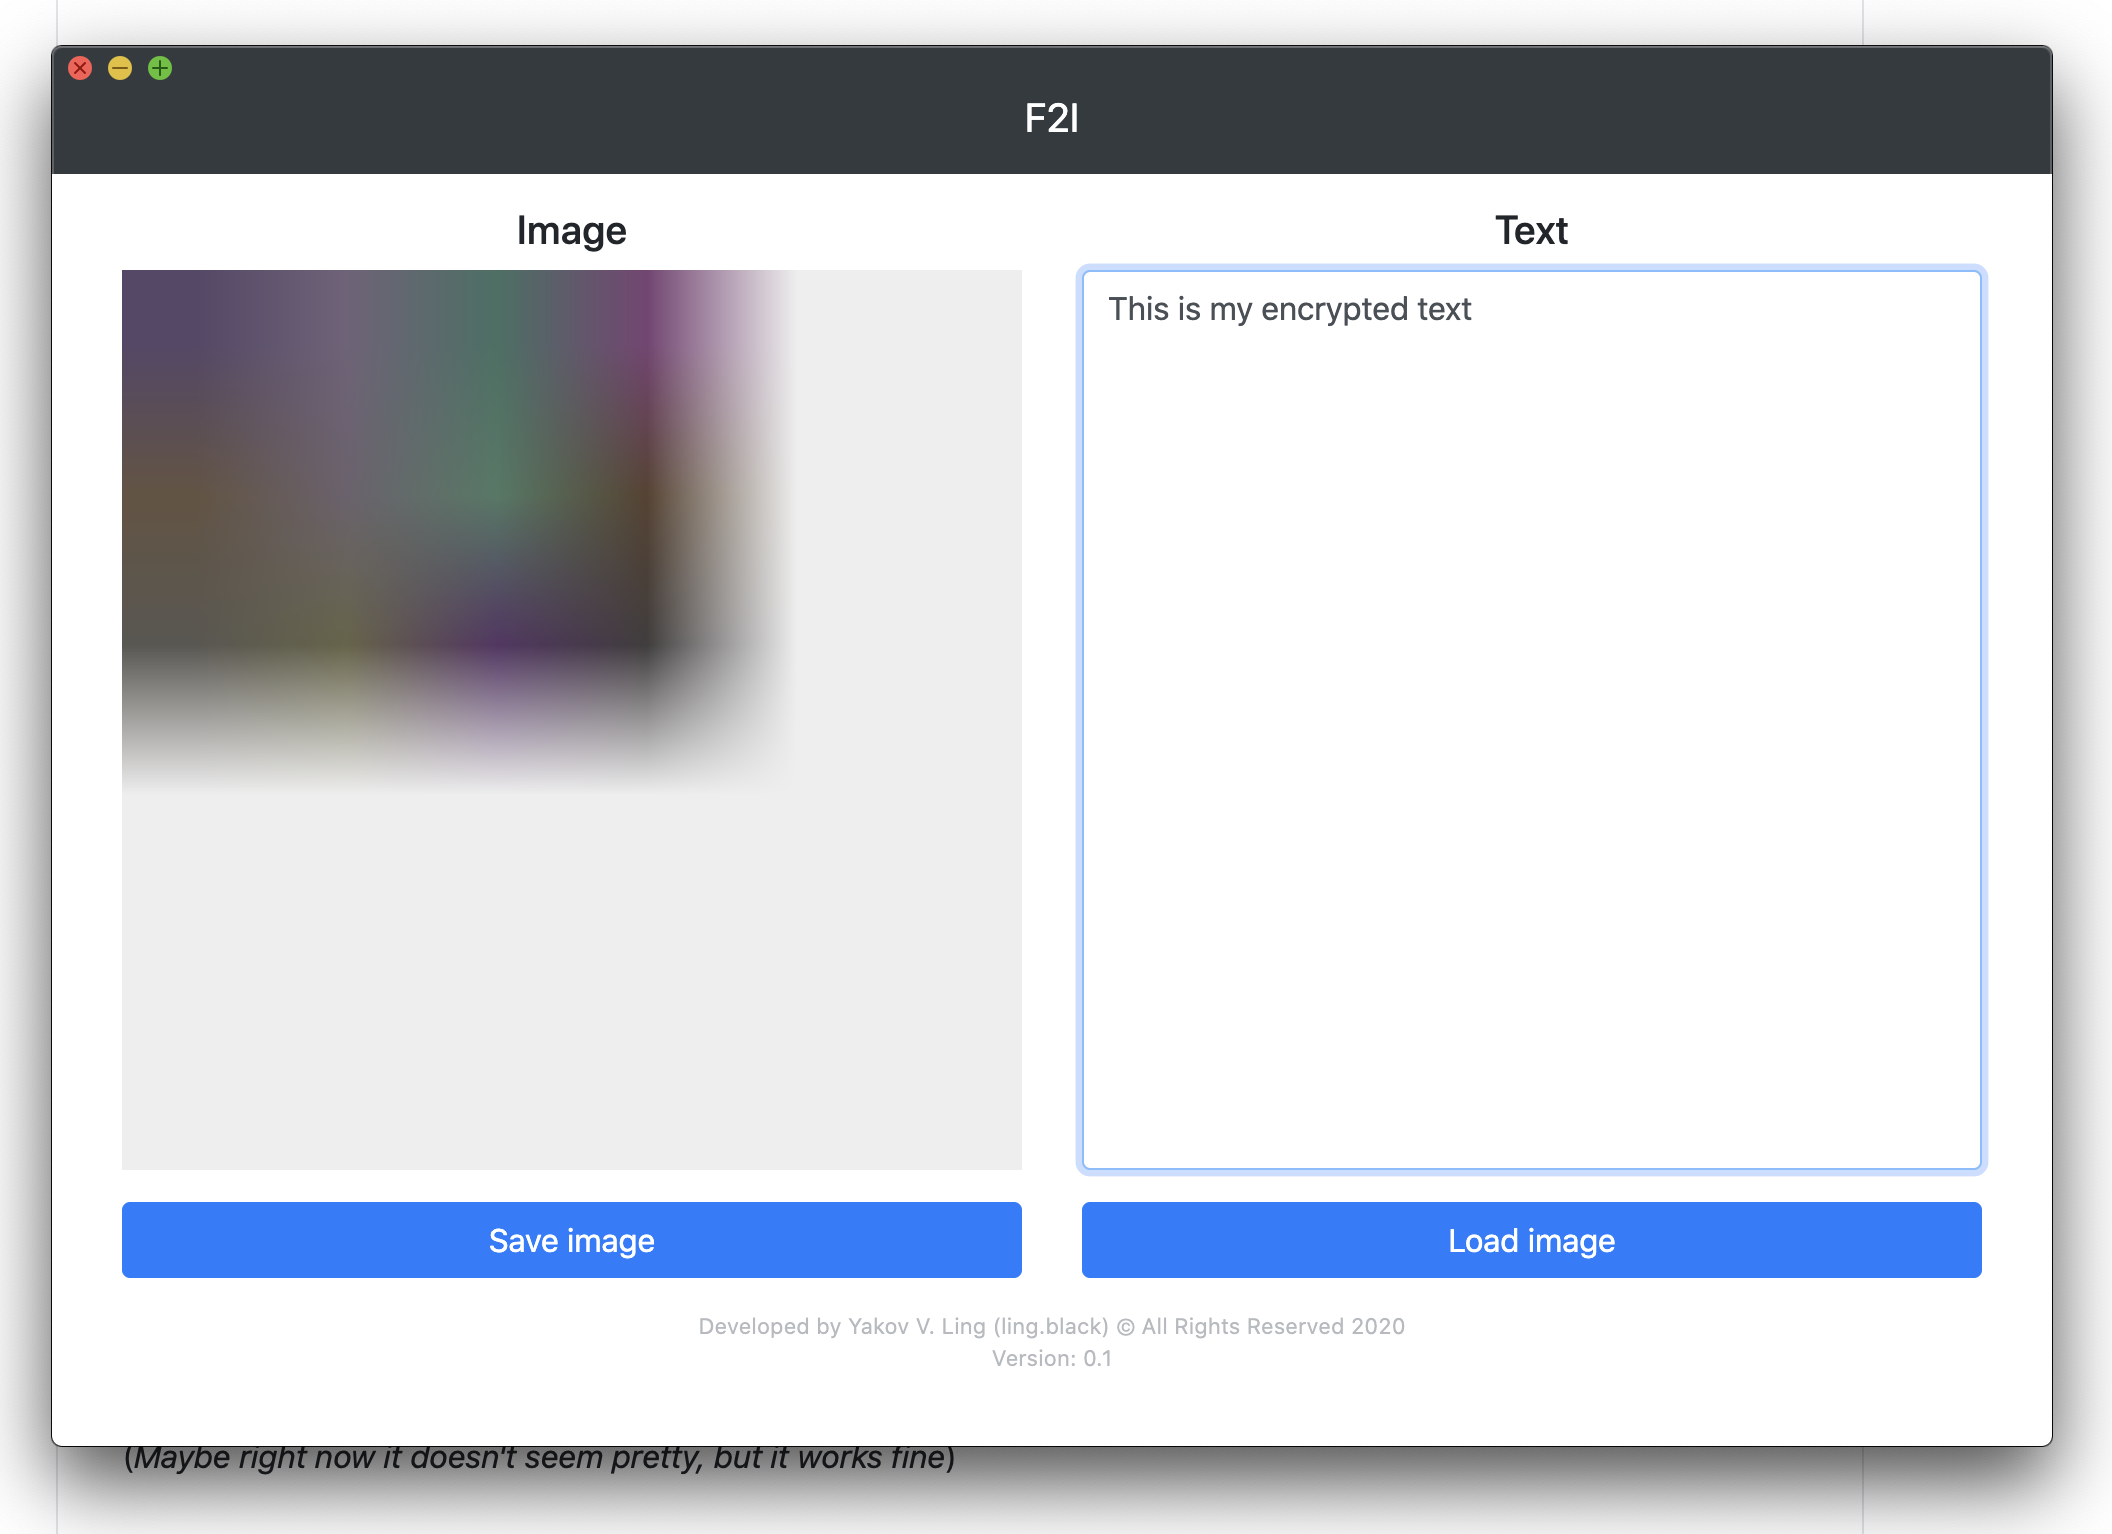 F2I
Image
Text
This is my encrypted text
Save image
Load image
Developed by Yakov V. Ling (ling.black) © All Rights Reserved 2020
Version: 0.1
(Maybe right now it doesn't seem pretty, but it works fine)